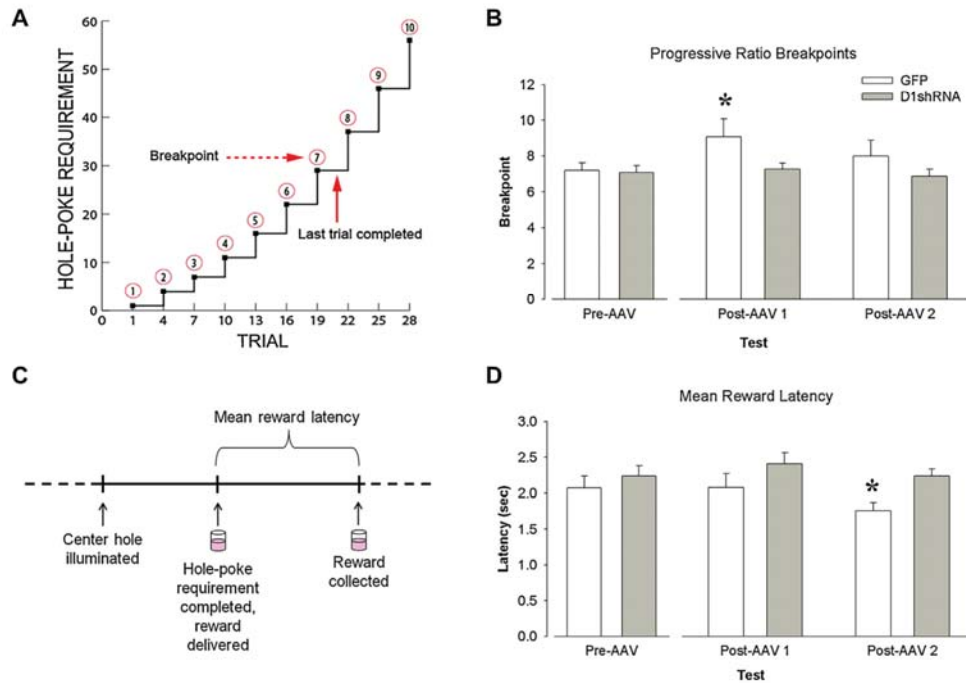 A
HOLE-POKE REQUIREMENT
60
50
40
30
20
10
0
1
2
3
4
5
6
7
8
9
10
Breakpoint
Last trial completed
0 1 4 7 10 13 16 19 22 25 28
TRIAL
B
Progressive Ratio Breakpoints
GFP
D1shRNA
*
Breakpoint
12
10
8
6
4
2
0
Pre-AAV Post-AAV 1 Post-AAV 2
Test
C
Mean reward latency
Center hole
illuminated
Hole-poke
requirement
completed,
reward
delivered
Reward
collected
D
Mean Reward Latency
*
Latency (sec)
3.0
2.5
2.0
1.5
1.0
0.5
0.0
Pre-AAV Post-AAV 1 Post-AAV 2
Test